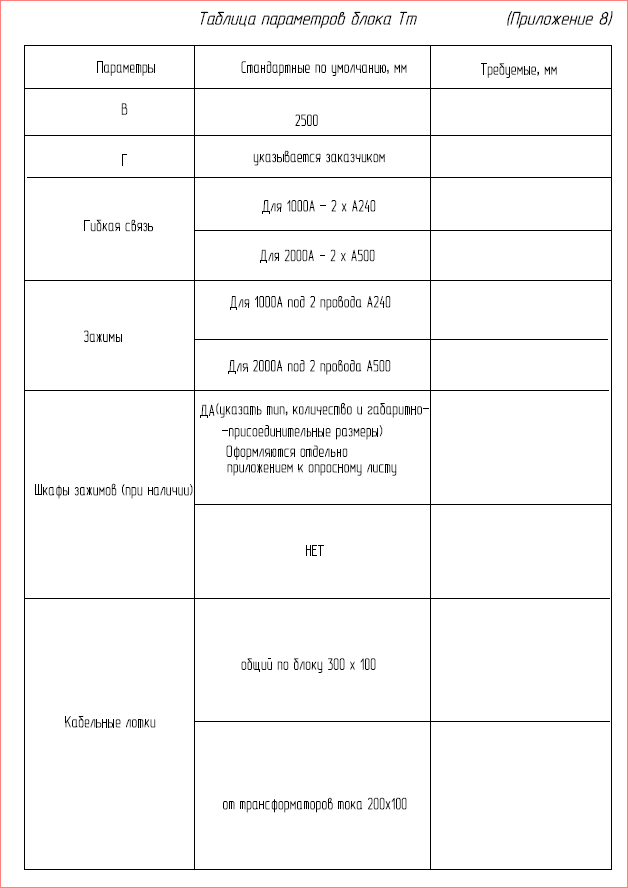 Таблица параметров блока Тт (Приложение 8)
Параметры Стандартные по умолчанию, мм Требуемые, мм
В 2500
Г указывается заказчиком
Гибкая связь
Для 1000А - 2 х А240
Для 2000А - 2 х А500
Зажимы
Для 1000А под 2 провода А240
Для 2000А под 2 провода А500
Шкафы зажимов (при наличии)
ДА(указать тип, количество и габаритно-
-присоединительные размеры)
Оформляются отдельно
приложением к опросному листу
НЕТ
Кабельные лотки
общий по блоку 300 х 100
от трансформаторов тока 200х100